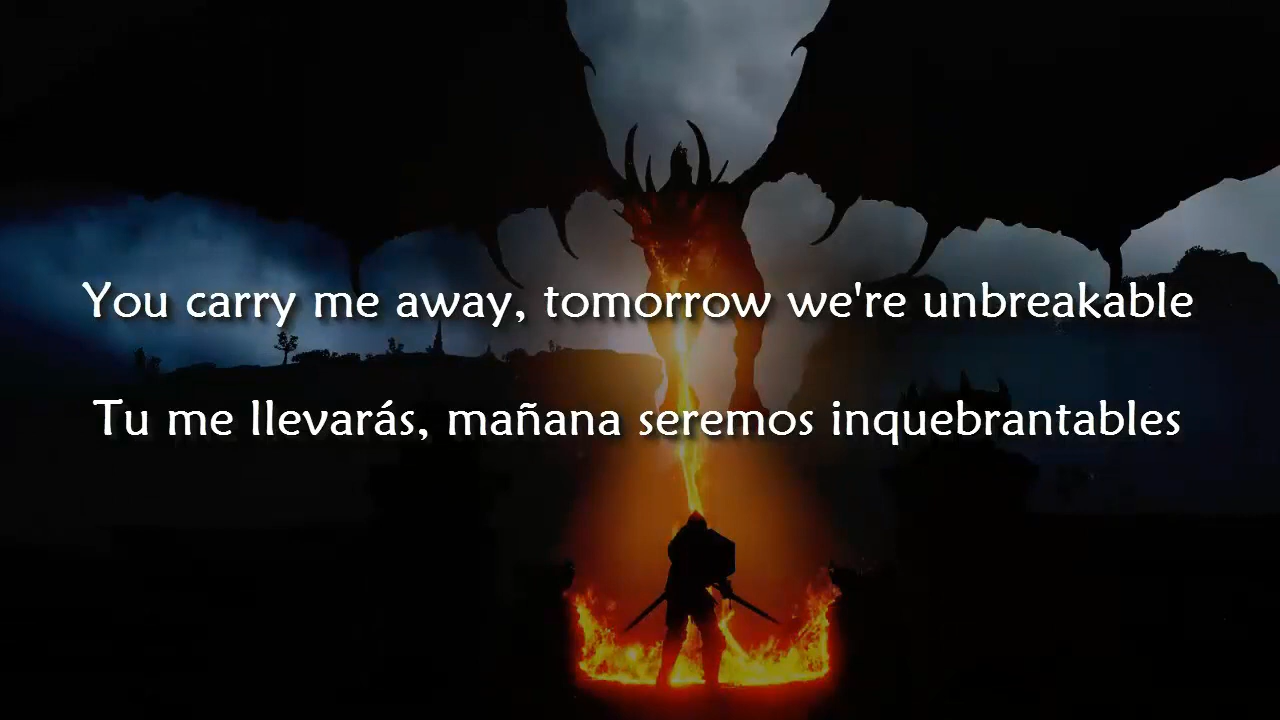 You carry me away, tomorrow we're unbreakable
Tu me llevarás, mañana seremos inquebrantables